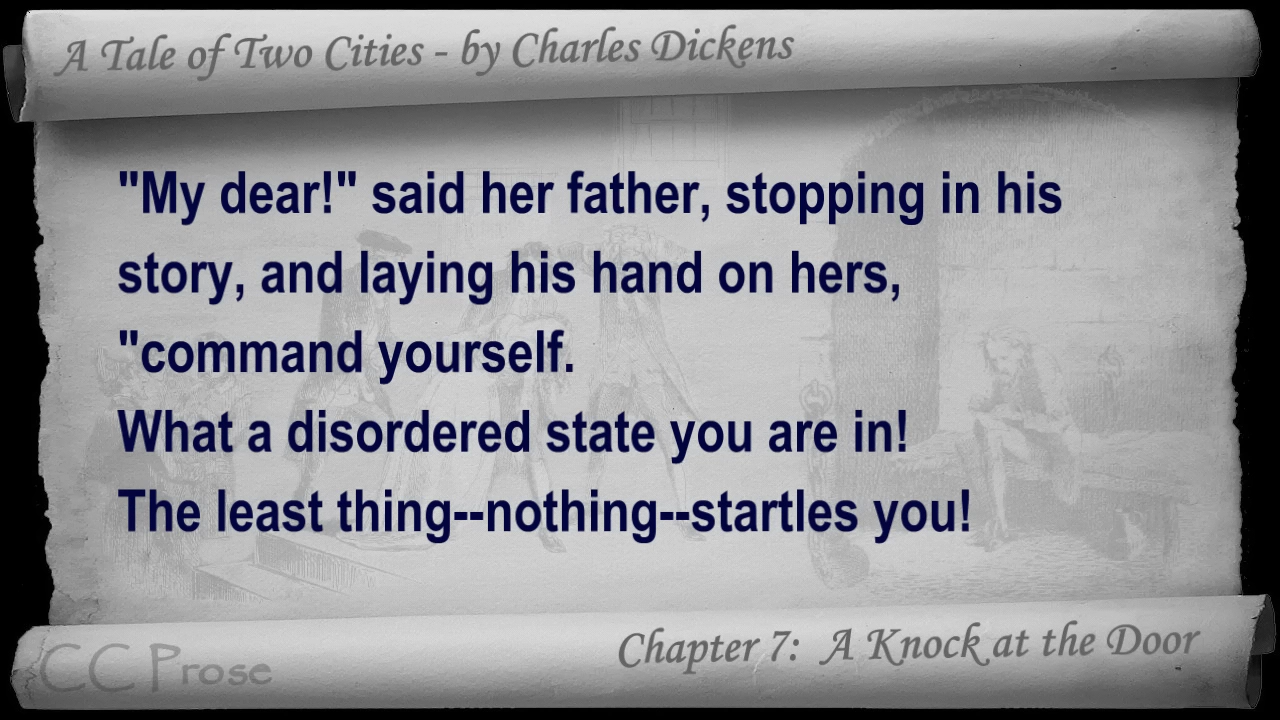 A Tale of Two Cities - by Charles Dickens
"My dear!" said her father, stopping in his
story, and laying his hand on hers,
"command yourself.
What a disordered state you are in!
The least thing--nothing--startles you!
Chapter 7: A Knock at the Door
CC Prose